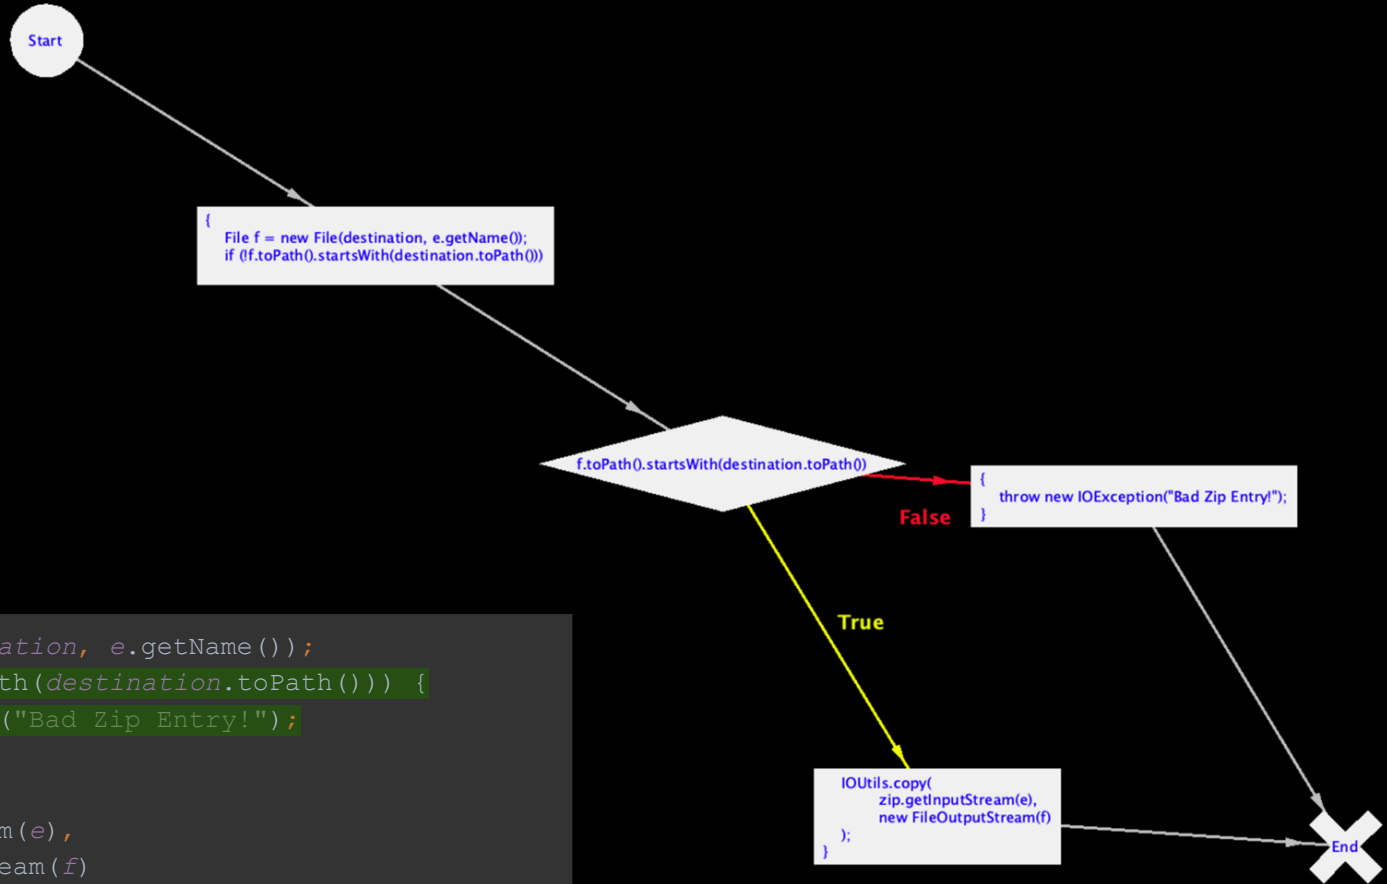 Start
{
File f = new File(destination, e.getName());
if (!f.toPath().startsWith(destination.toPath()))
f.toPath().startsWith(destination.toPath())
False
{
throw new IOException("Bad Zip Entry!");
}
True
ation, e.getName());
th(destination.toPath())) {
("Bad Zip Entry!");
m(e),
eam(f)
IOUtils.copy(
zip.getInputStream(e),
new FileOutputStream(f)
);
}
End